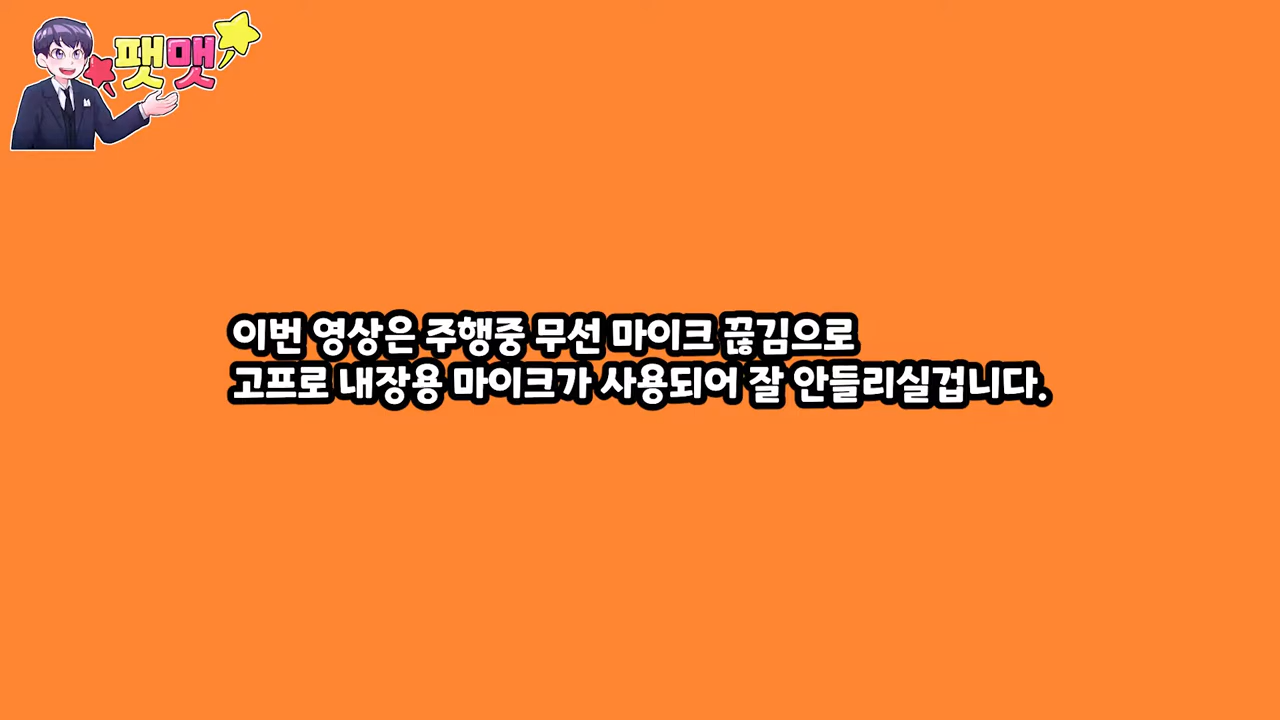 팻맷
이번 영상은 주행중 무선 마이크 끊김으로
고프로 내장용 마이크가 사용되어 잘 안들리실겁니다.